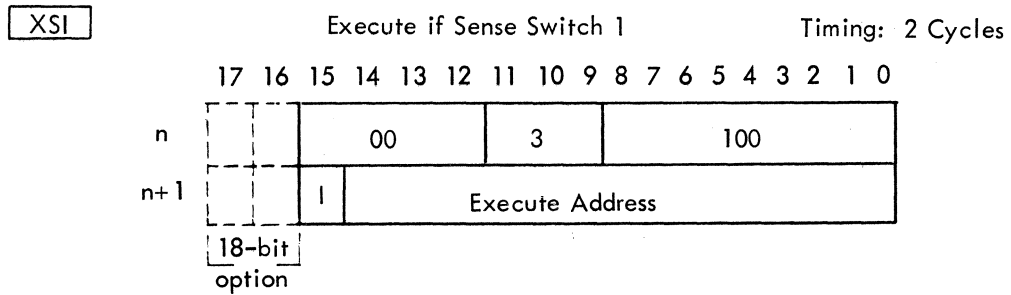 XSI Execute if Sense Switch 1 Timing: 2 Cycles
17 16 15 14 13 12 11 10 9 8 7 6 5 4 3 2 1 0
n 00 3 100
n+1 I Execute Address
18-bit
option